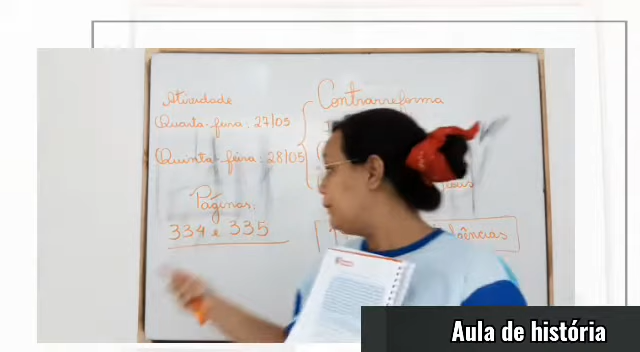 Atividade
Quarta-feira: 27/05
Quinta-feira: 28/05
Páginas:
334 e 335
Contrarreforma
Aula de história